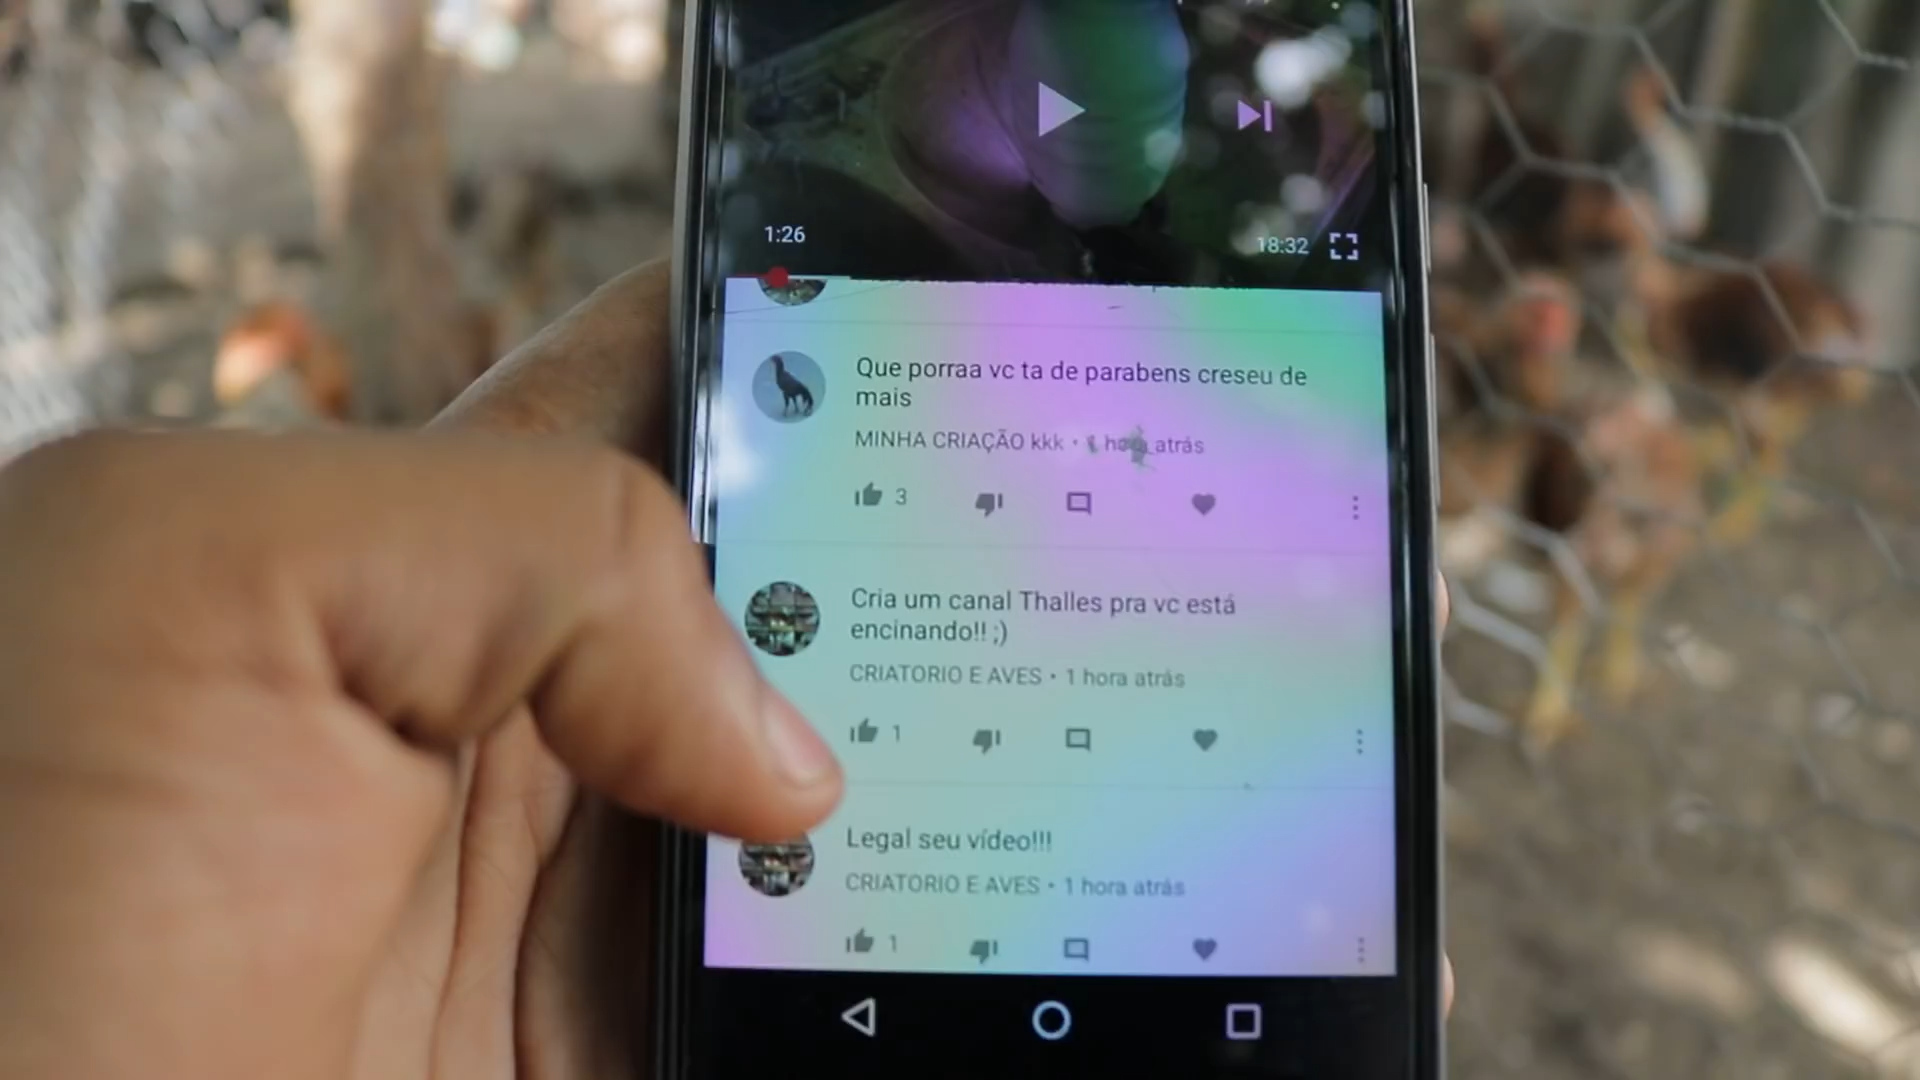 1:26
18:32
Que porraa vc ta de parabens creseu de
mais
MINHA CRIAÇÃO kkk • hora atrás
3
Cria um canal Thalles pra vc está
encinando!! ;)
CRIATORIO E AVES • 1 hora atrás
1
Legal seu vídeo!!!
CRIATORIO E AVES • 1 hora atrás
1